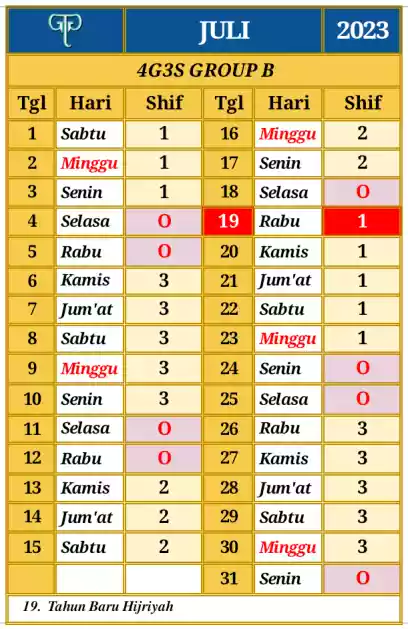 JULI 2023
4G3S GROUP B
Tgl Hari Shif Tgl Hari Shif
1 Sabtu 1 16 Minggu 2
2 Minggu 1 17 Senin 2
3 Senin 1 18 Selasa O
4 Selasa O 19 Rabu 1
5 Rabu O 20 Kamis 1
6 Kamis 3 21 Jum'at 1
7 Jum'at 3 22 Sabtu 1
8 Sabtu 3 23 Minggu 1
9 Minggu 3 24 Senin O
10 Senin 3 25 Selasa O
11 Selasa O 26 Rabu 3
12 Rabu O 27 Kamis 3
13 Kamis 2 28 Jum'at 3
14 Jum'at 2 29 Sabtu 3
15 Sabtu 2 30 Minggu 3
31 Senin O
19. Tahun Baru Hijriyah